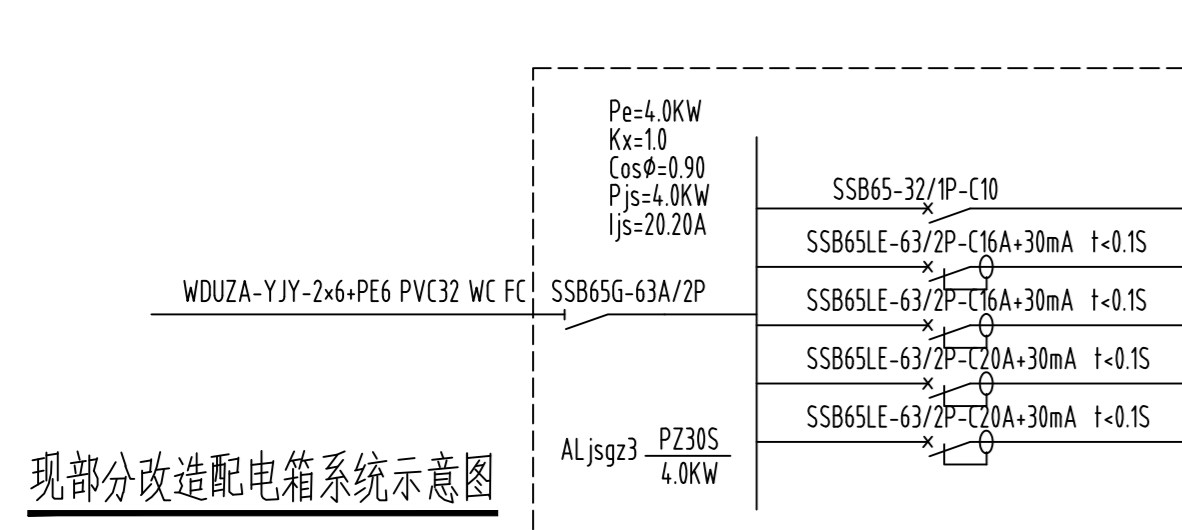 Pe=4.0KW
Kx=1.0
CosΦ=0.90
Pjs=4.0KW
Ijs=20.20A
SSB65-32/1P-C10
SSB65LE-63/2P-C16A+30mA t<0.1S
WDUZA-YJY-2×6+PE6 PVC32 WC FC
SSB65G-63A/2P
SSB65LE-63/2P-C16A+30mA t<0.1S
SSB65LE-63/2P-C20A+30mA t<0.1S
SSB65LE-63/2P-C20A+30mA t<0.1S
ALjsgz3
PZ30S
4.0KW
现部分改造配电箱系统示意图